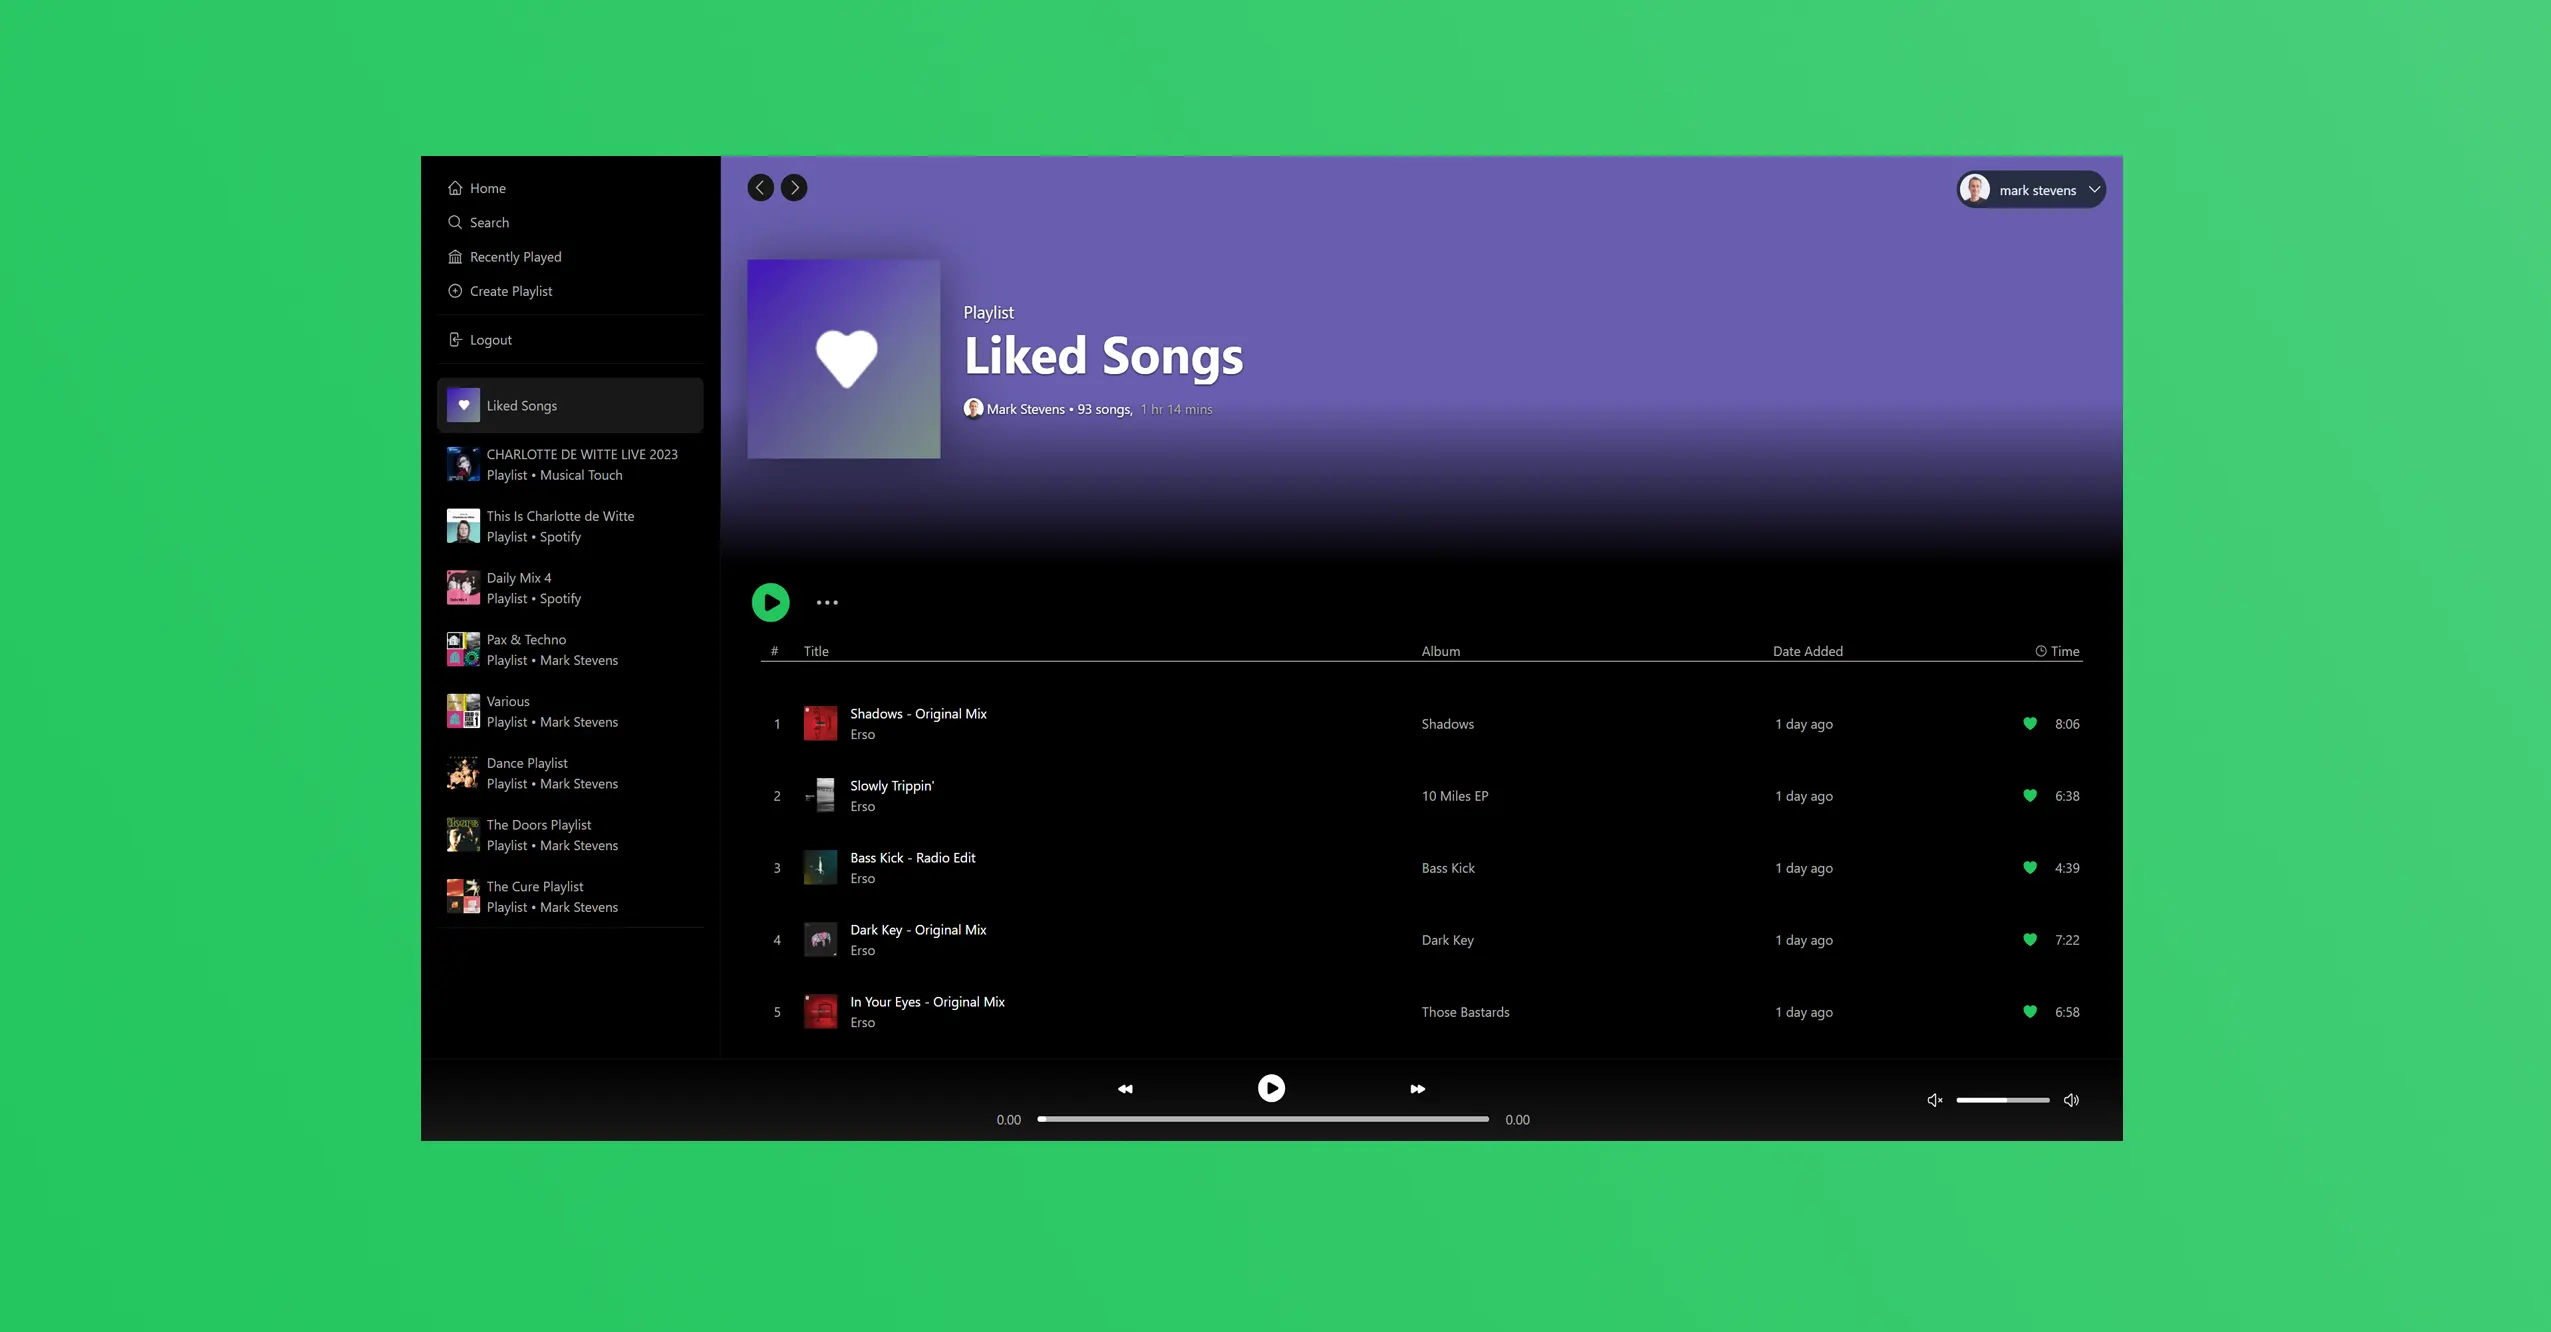 Home
Search
Recently Played
Create Playlist
Logout
Liked Songs
CHARLOTTE DE WITTE LIVE 2023
Playlist • Musical Touch
This Is Charlotte de Witte
Playlist • Spotify
Daily Mix 4
Playlist • Spotify
Pax & Techno
Playlist • Mark Stevens
Various
Playlist • Mark Stevens
Dance Playlist
Playlist • Mark Stevens
The Doors Playlist
Playlist • Mark Stevens
The Cure Playlist
Playlist • Mark Stevens
mark stevens
Playlist
Liked Songs
Mark Stevens • 93 songs, 1 hr 14 mins
# Title Album Date Added Time
1 Shadows - Original Mix Shadows 1 day ago 8:06
Erso
2 Slowly Trippin' 10 Miles EP 1 day ago 6:38
Erso
3 Bass Kick - Radio Edit Bass Kick 1 day ago 4:39
Erso
4 Dark Key - Original Mix Dark Key 1 day ago 7:22
Erso
5 In Your Eyes - Original Mix Those Bastards 1 day ago 6:58
Erso
0.00 0.00